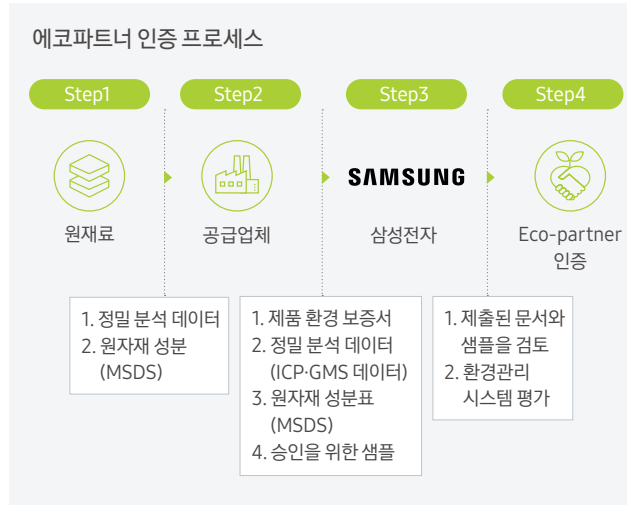 에코파트너 인증 프로세스
Step1
Step2
Step3
Step4
SAMSUNG
원재료
공급업체
삼성전자
Eco-partner
인증
1. 정밀 분석 데이터
2. 원자재 성분
(MSDS)
1. 제품 환경 보증서
2. 정밀 분석 데이터
(ICP·GMS 데이터)
3. 원자재 성분표
(MSDS)
4. 승인을 위한 샘플
1. 제출된 문서와
샘플을 검토
2. 환경관리
시스템 평가